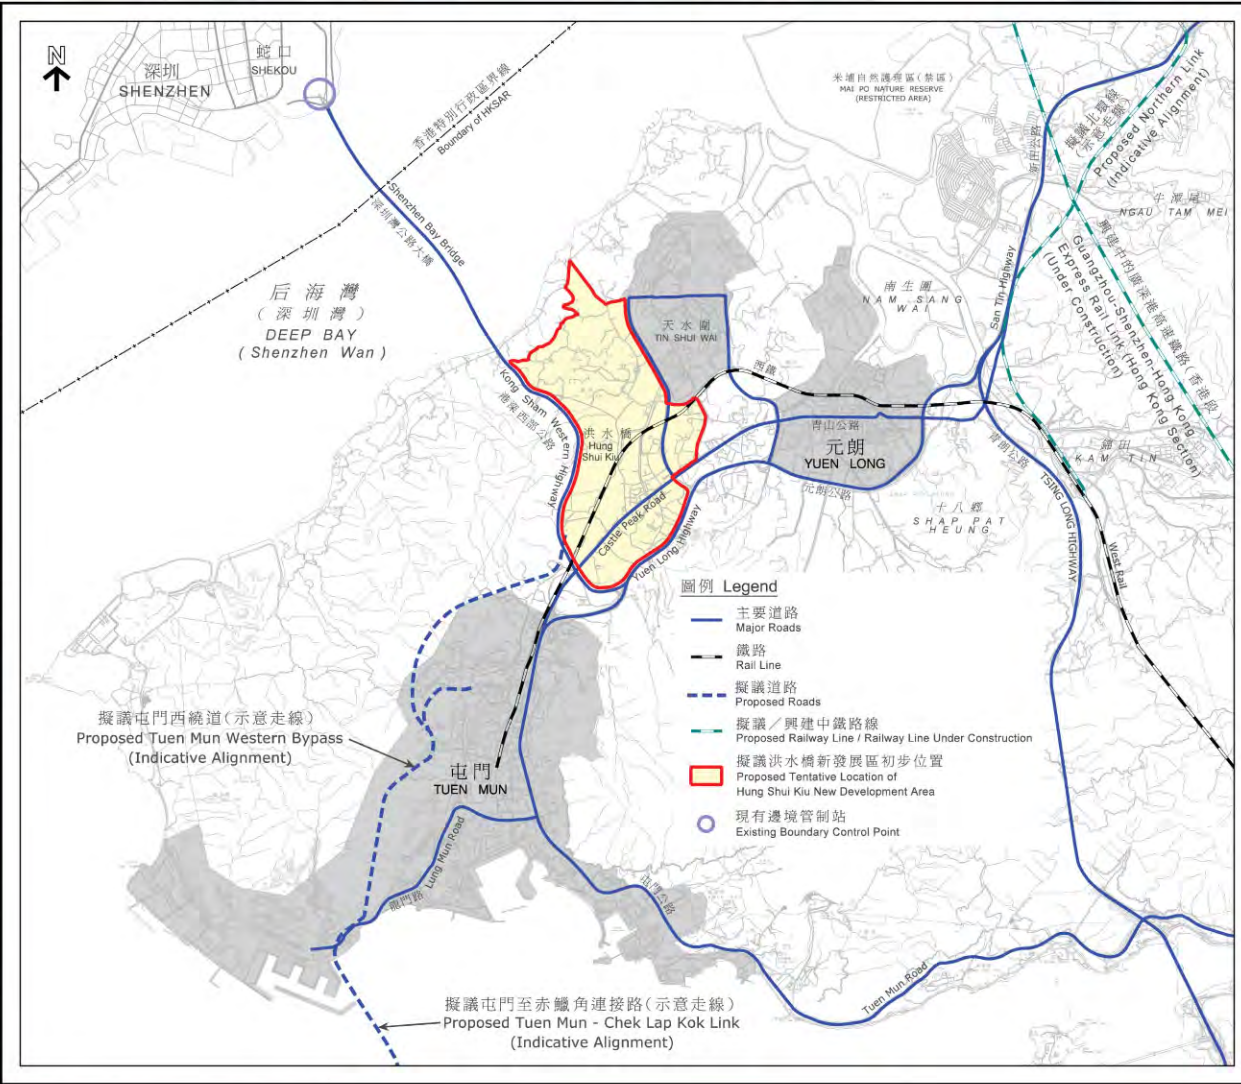 N
深圳
SHENZHEN
蛇口
SHEKOU
香港特別行政區界線
Boundary of HKSAR
米埔自然護理區(禁區)
MAI PO NATURE RESERVE
(RESTRICTED AREA)
擬議北環線
(示意走線)
Proposed Northern Link
(Indicative Alignment)
新田公路
San Tin Highway
牛潭尾
NGAU TAM MEI
興建中的廣深港高速鐵路(香港段)
Guangzhou-Shenzhen-Hong Kong
Express Rail Link (Hong Kong Section)
(Under Construction)
Shenzhen Bay Bridge
深圳灣公路大橋
后海灣
(深圳灣)
DEEP BAY
(Shenzhen Wan)
南生圍
NAM SANG
WAI
天水圍
TIN SHUI WAI
西鐵
Kong Sham Western Highway
港深西部公路
洪水橋
Hung
Shui Kiu
青山公路
元朗
YUEN LONG
元朗公路
錦田
KAM TIN
青朗公路
TSING LONG HIGHWAY
West Rail
十八鄉
SHAP PAT
HEUNG
Castle Peak Road
Yuen Long Highway
圖例 Legend
主要道路
Major Roads
鐵路
Rail Line
擬議道路
Proposed Roads
擬議／興建中鐵路線
Proposed Railway Line / Railway Line Under Construction
擬議洪水橋新發展區初步位置
Proposed Tentative Location of
Hung Shui Kiu New Development Area
現有邊境管制站
Existing Boundary Control Point
擬議屯門西繞道(示意走線)
Proposed Tuen Mun Western Bypass
(Indicative Alignment)
屯門
TUEN MUN
龍門路
Lung Mun Road
屯門公路
Tuen Mun Road
擬議屯門至赤鱲角連接路(示意走線)
Proposed Tuen Mun - Chek Lap Kok Link
(Indicative Alignment)